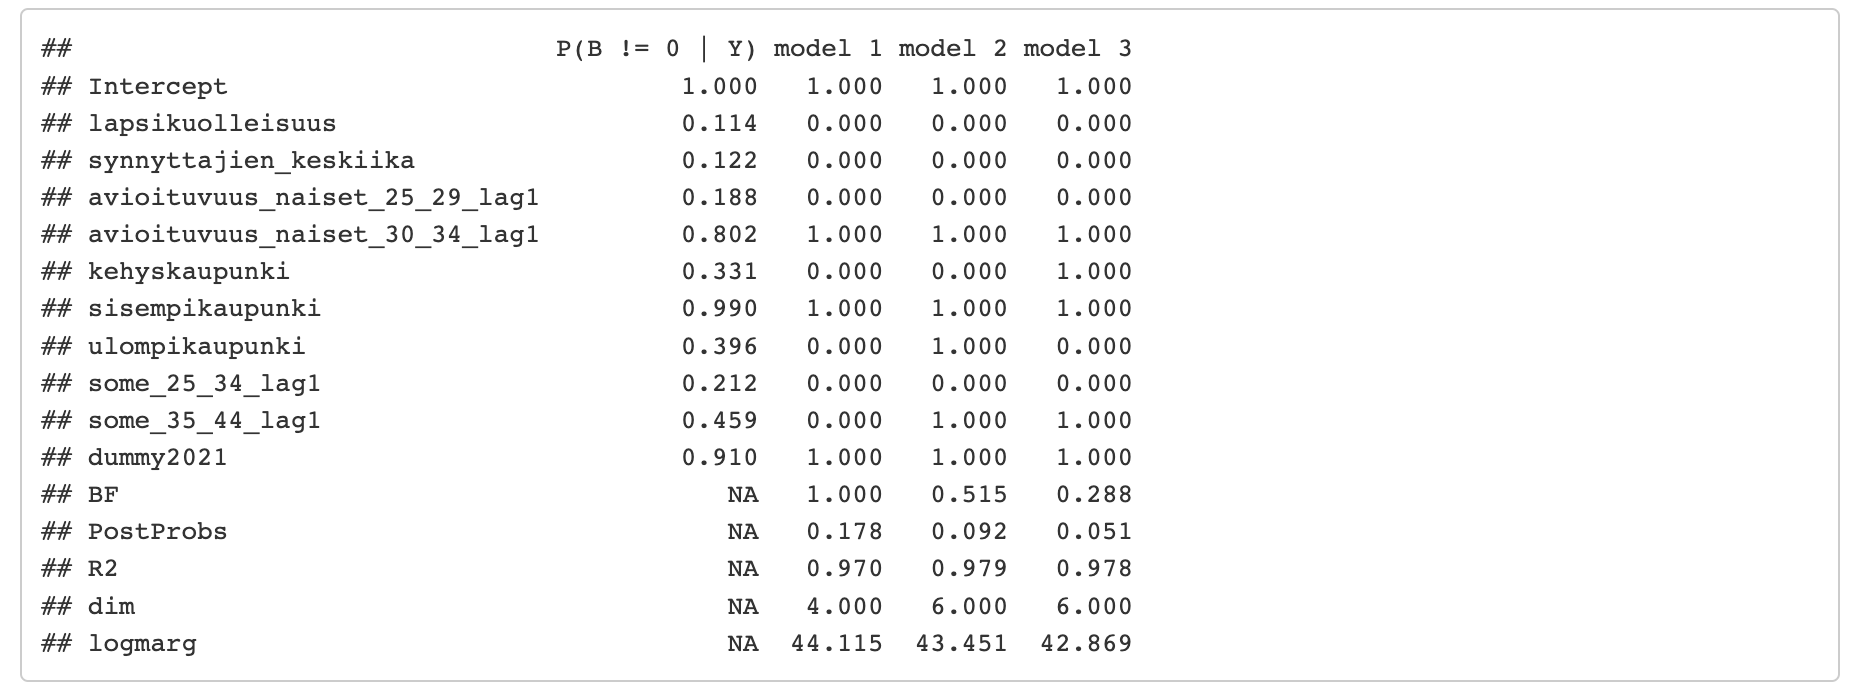 ##                                  P(B != 0 | Y) model 1 model 2 model 3
## Intercept                                1.000   1.000   1.000   1.000
## lapsikuolleisuus                         0.114   0.000   0.000   0.000
## synnyttajien_keskiika                    0.122   0.000   0.000   0.000
## avioituvuus_naiset_25_29_lag1            0.188   0.000   0.000   0.000
## avioituvuus_naiset_30_34_lag1            0.802   1.000   1.000   1.000
## kehyskaupunki                            0.331   0.000   0.000   1.000
## sisempikaupunki                          0.990   1.000   1.000   1.000
## ulompikaupunki                           0.396   0.000   1.000   0.000
## some_25_34_lag1                          0.212   0.000   0.000   0.000
## some_35_44_lag1                          0.459   0.000   1.000   1.000
## dummy2021                                0.910   1.000   1.000   1.000
## BF                                          NA   1.000   0.515   0.288
## PostProbs                                   NA   0.178   0.092   0.051
## R2                                          NA   0.970   0.979   0.978
## dim                                         NA   4.000   6.000   6.000
## logmarg                                     NA  44.115  43.451  42.869